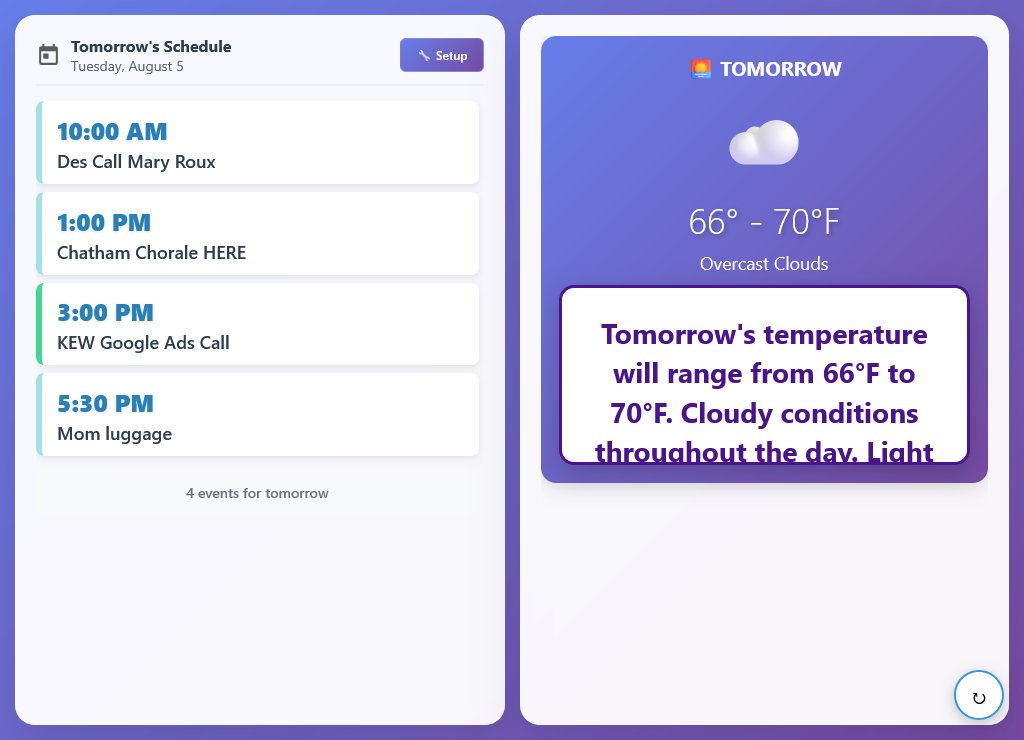 Tomorrow's Schedule
Tuesday, August 5
Setup
10:00 AM
Des Call Mary Roux
1:00 PM
Chatham Chorale HERE
3:00 PM
KEW Google Ads Call
5:30 PM
Mom luggage
4 events for tomorrow
TOMORROW
66° - 70°F
Overcast Clouds
Tomorrow's temperature
will range from 66°F to
70°F. Cloudy conditions
throughout the day. Light